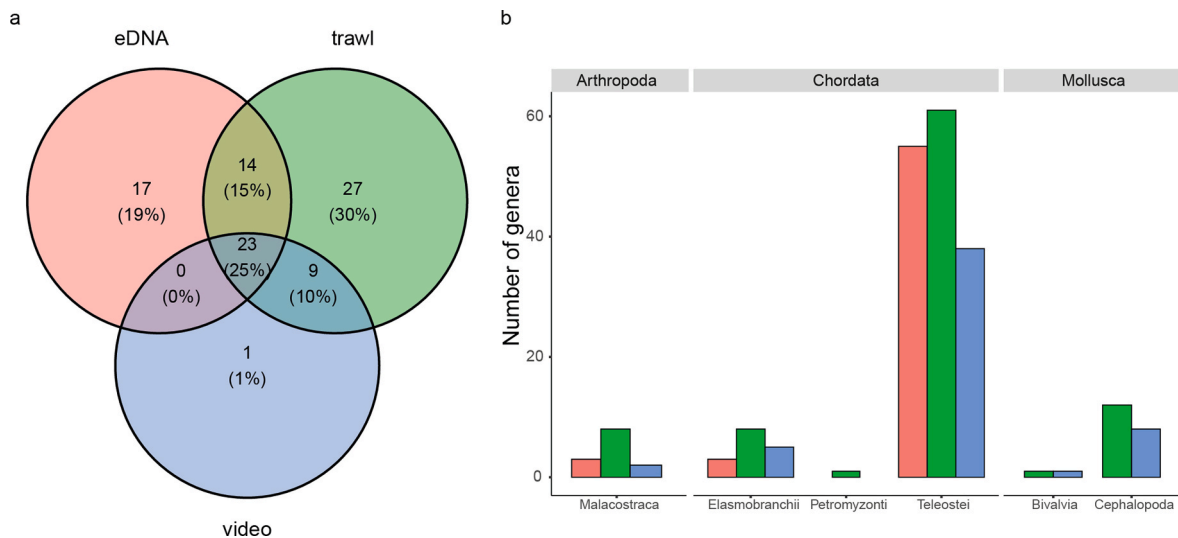 a
eDNA
trawl
17
(19%)
14
(15%)
27
(30%)
23
(25%)
0
(0%)
9
(10%)
1
(1%)
video
b
Arthropoda
Chordata
Mollusca
Number of genera
60
40
20
0
Malacostraca
Elasmobranchii
Petromyzonti
Teleostei
Bivalvia
Cephalopoda